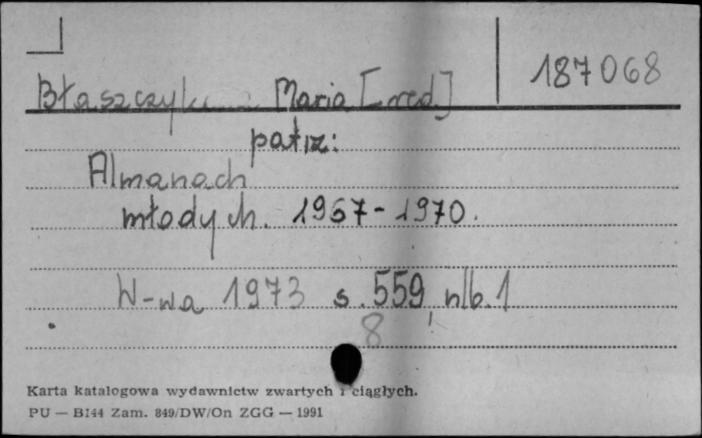 187068
Błaszczyk Maria [red.]
patrz:
Almanach
młodych. 1967-1970.
W-wa 1973 s. 559, nlb. 1
8
Karta katalogowa wydawnictw zwartych i ciągłych.
PU — B144 Zam. 849/DW/On ZGG — 1991